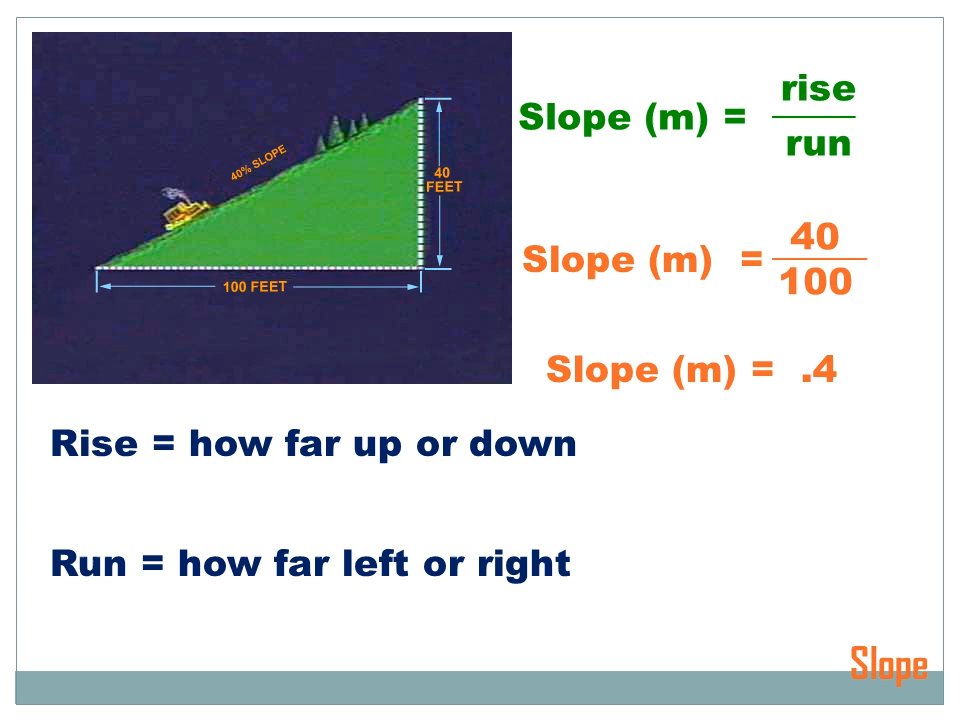 40% SLOPE
40
FEET
100 FEET
Slope (m) = rise
run
Slope (m) = 40
100
Slope (m) = .4
Rise = how far up or down
Run = how far left or right
Slope